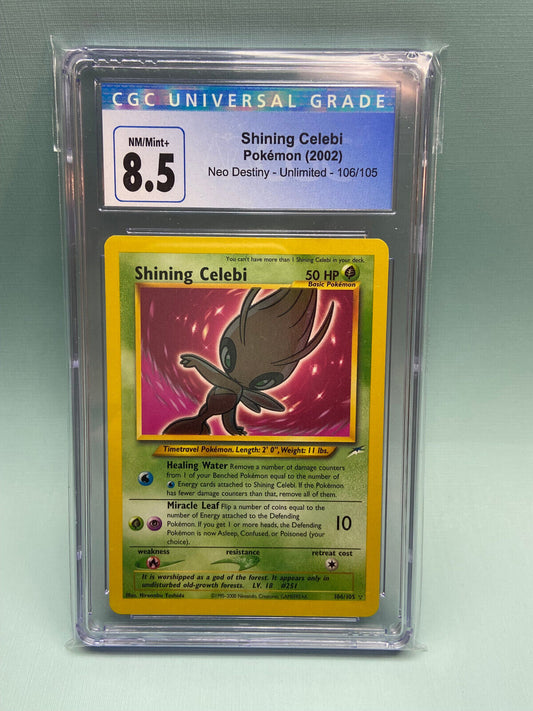 CGC UNIVERSAL GRADE
NM/Mint+
8.5
Shining Celebi
Pokémon (2002)
Neo Destiny - Unlimited - 106/105
You can't have more than 1 Shining Celebi in your deck.
Shining Celebi
50 HP
Basic Pokémon
Timetravel Pokémon. Length: 2' 0", Weight: 11 lbs.
Healing Water Remove a number of damage counters
from 1 of your Benched Pokémon equal to the number of
Energy cards attached to Shining Celebi. If the Pokémon
has fewer damage counters than that, remove all of them.
Miracle Leaf Flip a number of coins equal to the
number of Energy attached to the Defending
Pokémon. If you get 1 or more heads, the Defending
Pokémon is now Asleep, Confused, or Poisoned (your
choice).
10
weakness
resistance
retreat cost
It is worshiped as a god of the forest. It appears only in
undisturbed old-growth forests. LV. 18 #251
Illus. Hironobu Yoshida
©1995-2000 Nintendo, Creatures, GAMEFREAK.
106/105